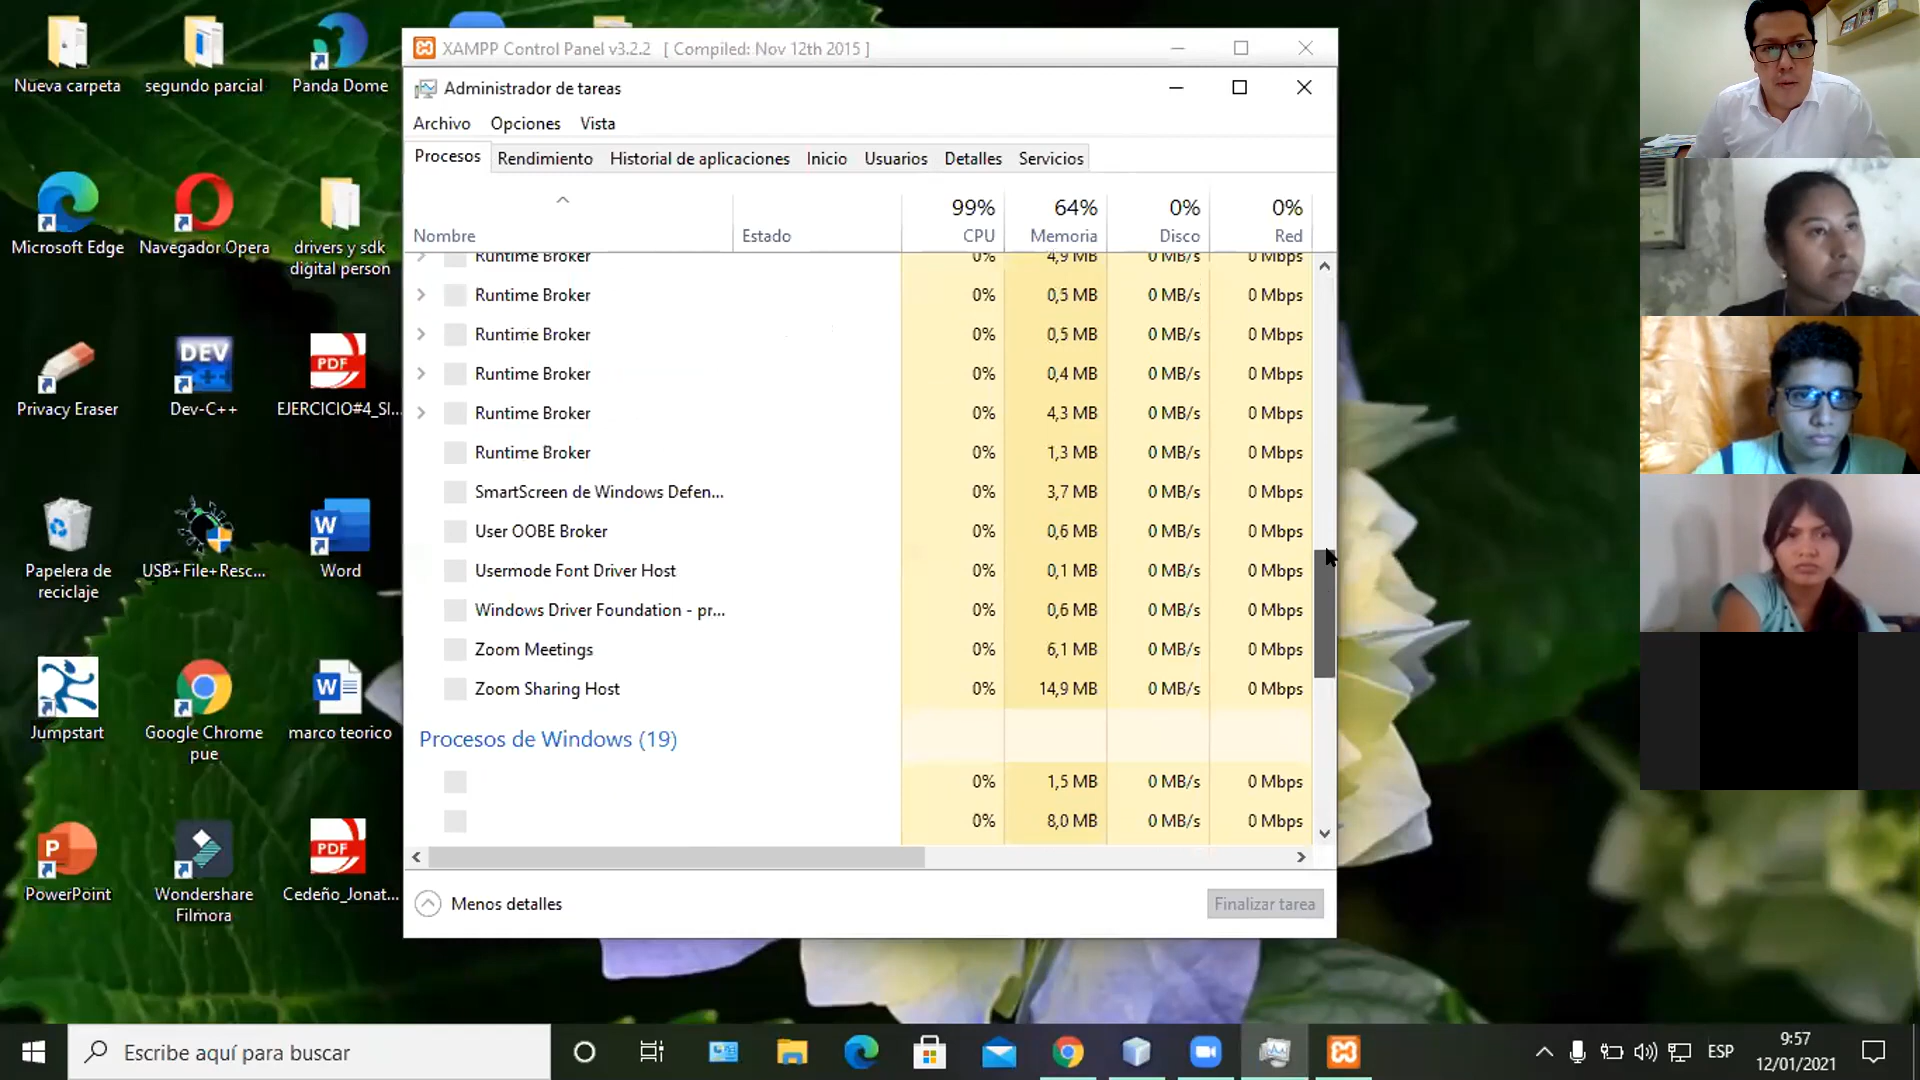 Nueva carpeta
segundo parcial
Panda Dome
Microsoft Edge
Navegador Opera
drivers y sdk
digital person
Privacy Eraser
DEV
C++
Dev-C++
PDF
EJERCICIO#4_SI...
Papelera de
reciclaje
USB+File+Resc...
W
Word
Jumpstart
Google Chrome
pue
W
marco teorico
P
PowerPoint
Wondershare
Filmora
PDF
Cedeño_Jonat...
XAMPP Control Panel v3.2.2 [ Compiled: Nov 12th 2015 ]
Administrador de tareas
Archivo Opciones Vista
Procesos Rendimiento Historial de aplicaciones Inicio Usuarios Detalles Servicios
99% 64% 0% 0%
Nombre Estado CPU Memoria Disco Red
Runtime Broker 0% 4,9 MB 0 MB/s 0 Mbps
Runtime Broker 0% 0,5 MB 0 MB/s 0 Mbps
Runtime Broker 0% 0,5 MB 0 MB/s 0 Mbps
Runtime Broker 0% 0,4 MB 0 MB/s 0 Mbps
Runtime Broker 0% 4,3 MB 0 MB/s 0 Mbps
Runtime Broker 0% 1,3 MB 0 MB/s 0 Mbps
SmartScreen de Windows Defen... 0% 3,7 MB 0 MB/s 0 Mbps
User OOBE Broker 0% 0,6 MB 0 MB/s 0 Mbps
Usermode Font Driver Host 0% 0,1 MB 0 MB/s 0 Mbps
Windows Driver Foundation - pr... 0% 0,6 MB 0 MB/s 0 Mbps
Zoom Meetings 0% 6,1 MB 0 MB/s 0 Mbps
Zoom Sharing Host 0% 14,9 MB 0 MB/s 0 Mbps
Procesos de Windows (19)
0% 1,5 MB 0 MB/s 0 Mbps
0% 8,0 MB 0 MB/s 0 Mbps
Menos detalles
Finalizar tarea
Escribe aquí para buscar
ESP
9:57
12/01/2021